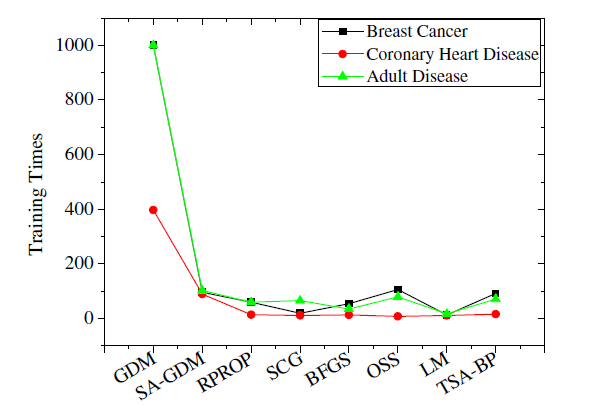 Breast Cancer
Coronary Heart Disease
Adult Disease
Training Times
1000
800
600
400
200
0
GDM
SA-GDM
RPROP
SCG
BFGS
OSS
LM
TSA-BP